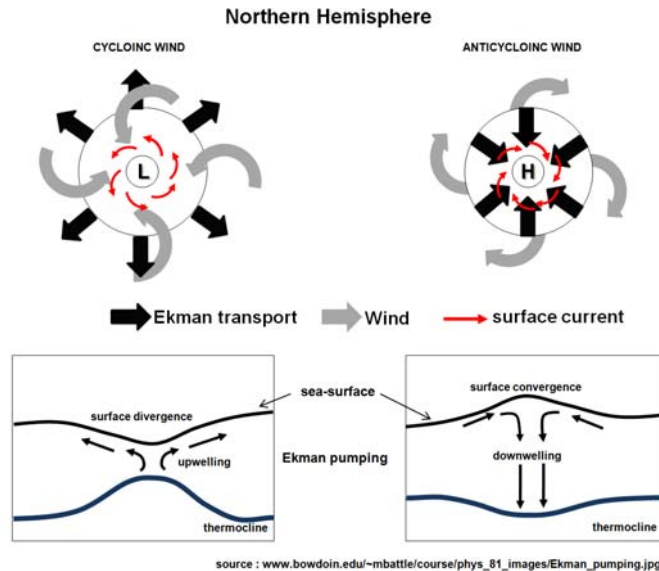 Northern Hemisphere
CYCLOINC WIND
ANTICYCLOINC WIND
L
H
Ekman transport
Wind
surface current
surface divergence
upwelling
thermocline
sea-surface
Ekman pumping
surface convergence
downwelling
thermocline
source : www.bowdoin.edu/~mbattle/course/phys_81_images/Ekman_pumping.jpg